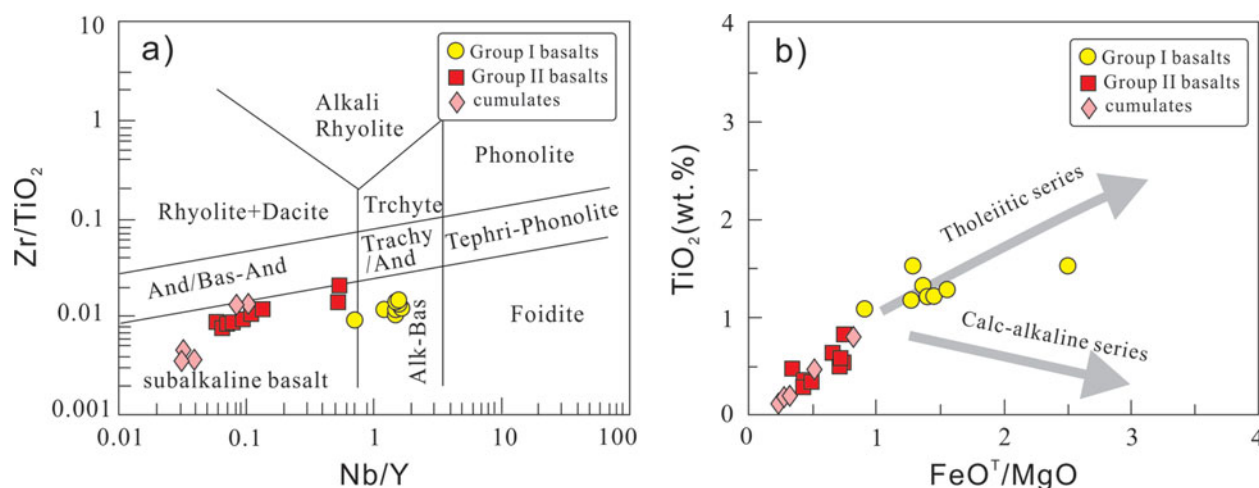 a)
Group I basalts
Group II basalts
cumulates
Alkali
Rhyolite
Phonolite
Rhyolite+Dacite
Trchyte
Trachy
/And
Tephri-Phonolite
And/Bas-And
Alk-Bas
Foidite
subalkaline basalt
10
1
0.1
0.01
0.001
Zr/TiO₂
0.01
0.1
1
10
100
Nb/Y
b)
Group I basalts
Group II basalts
cumulates
Tholeiitic series
Calc-alkaline series
4
3
2
1
0
TiO₂(wt.%)
0
1
2
3
4
FeOᵀ/MgO